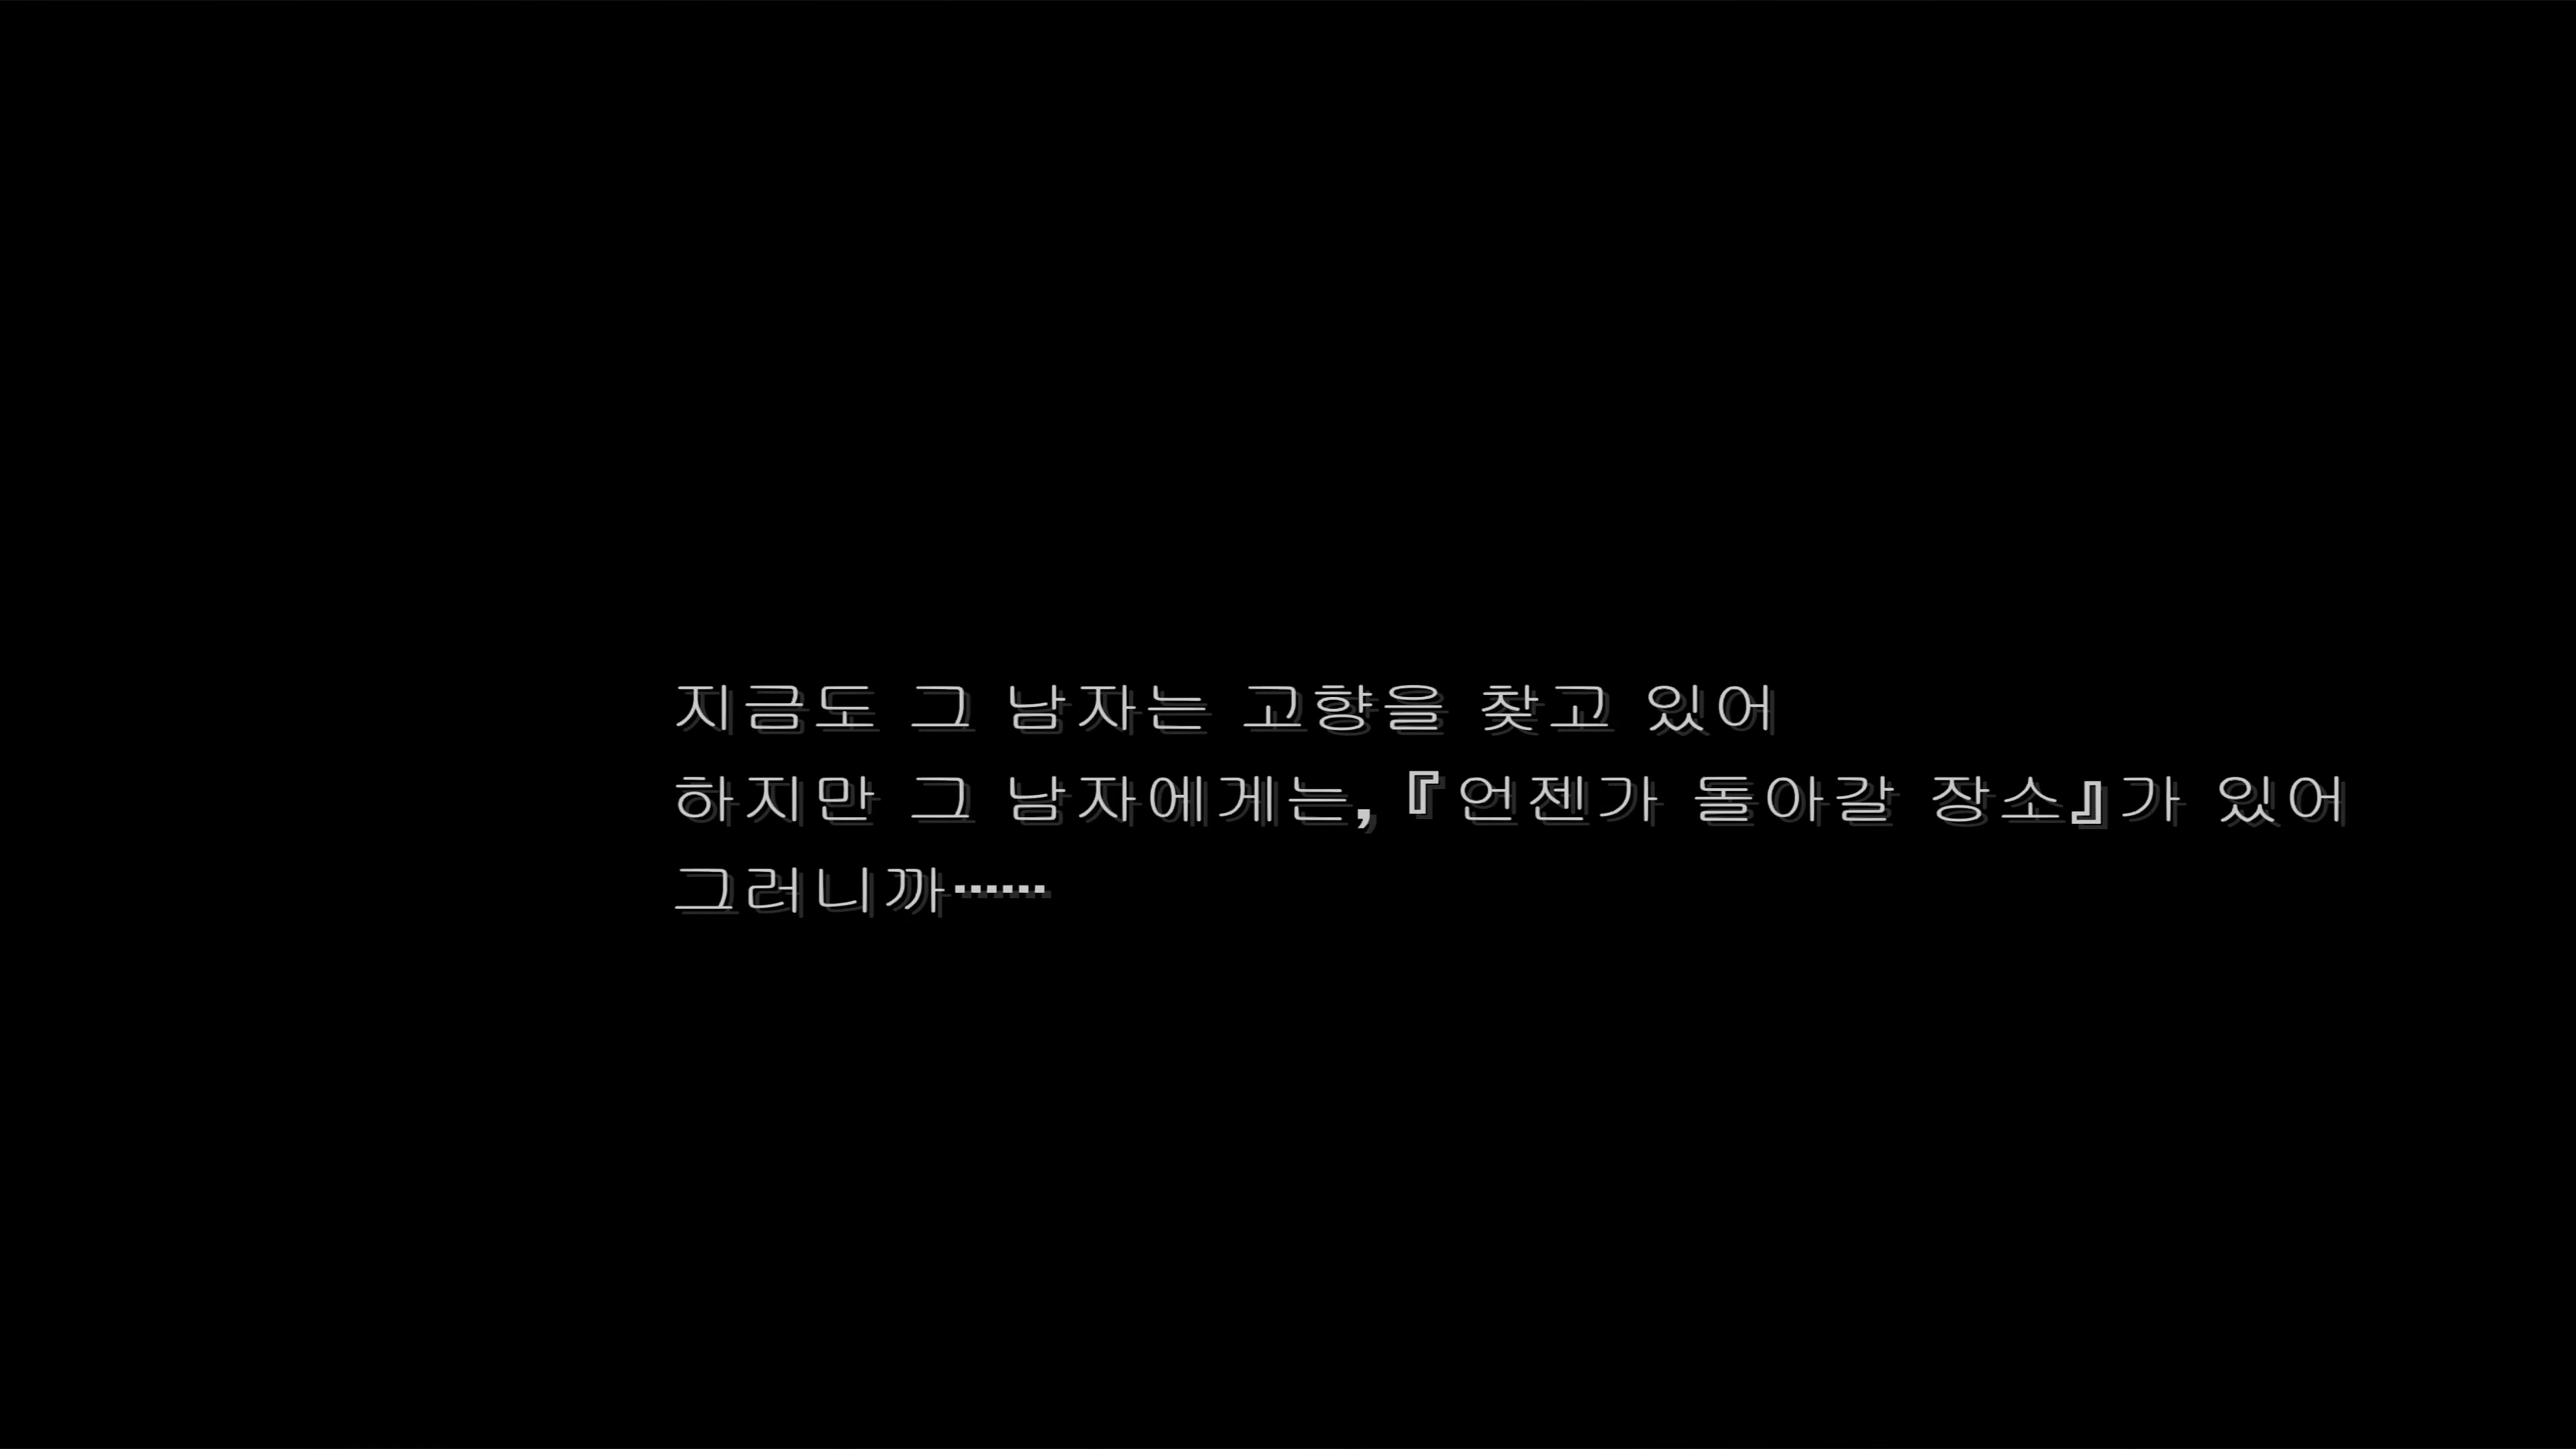 지금도 그 남자는 고향을 찾고 있어
하지만 그 남자에게는, 『언젠가 돌아갈 장소』가 있어
그러니까……